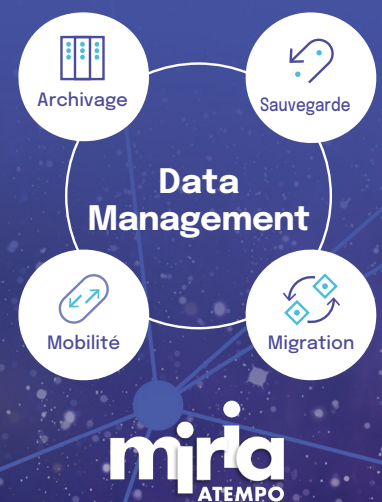 Archivage
Sauvegarde
Data
Management
Mobilité
Migration
miria
ATEMPO